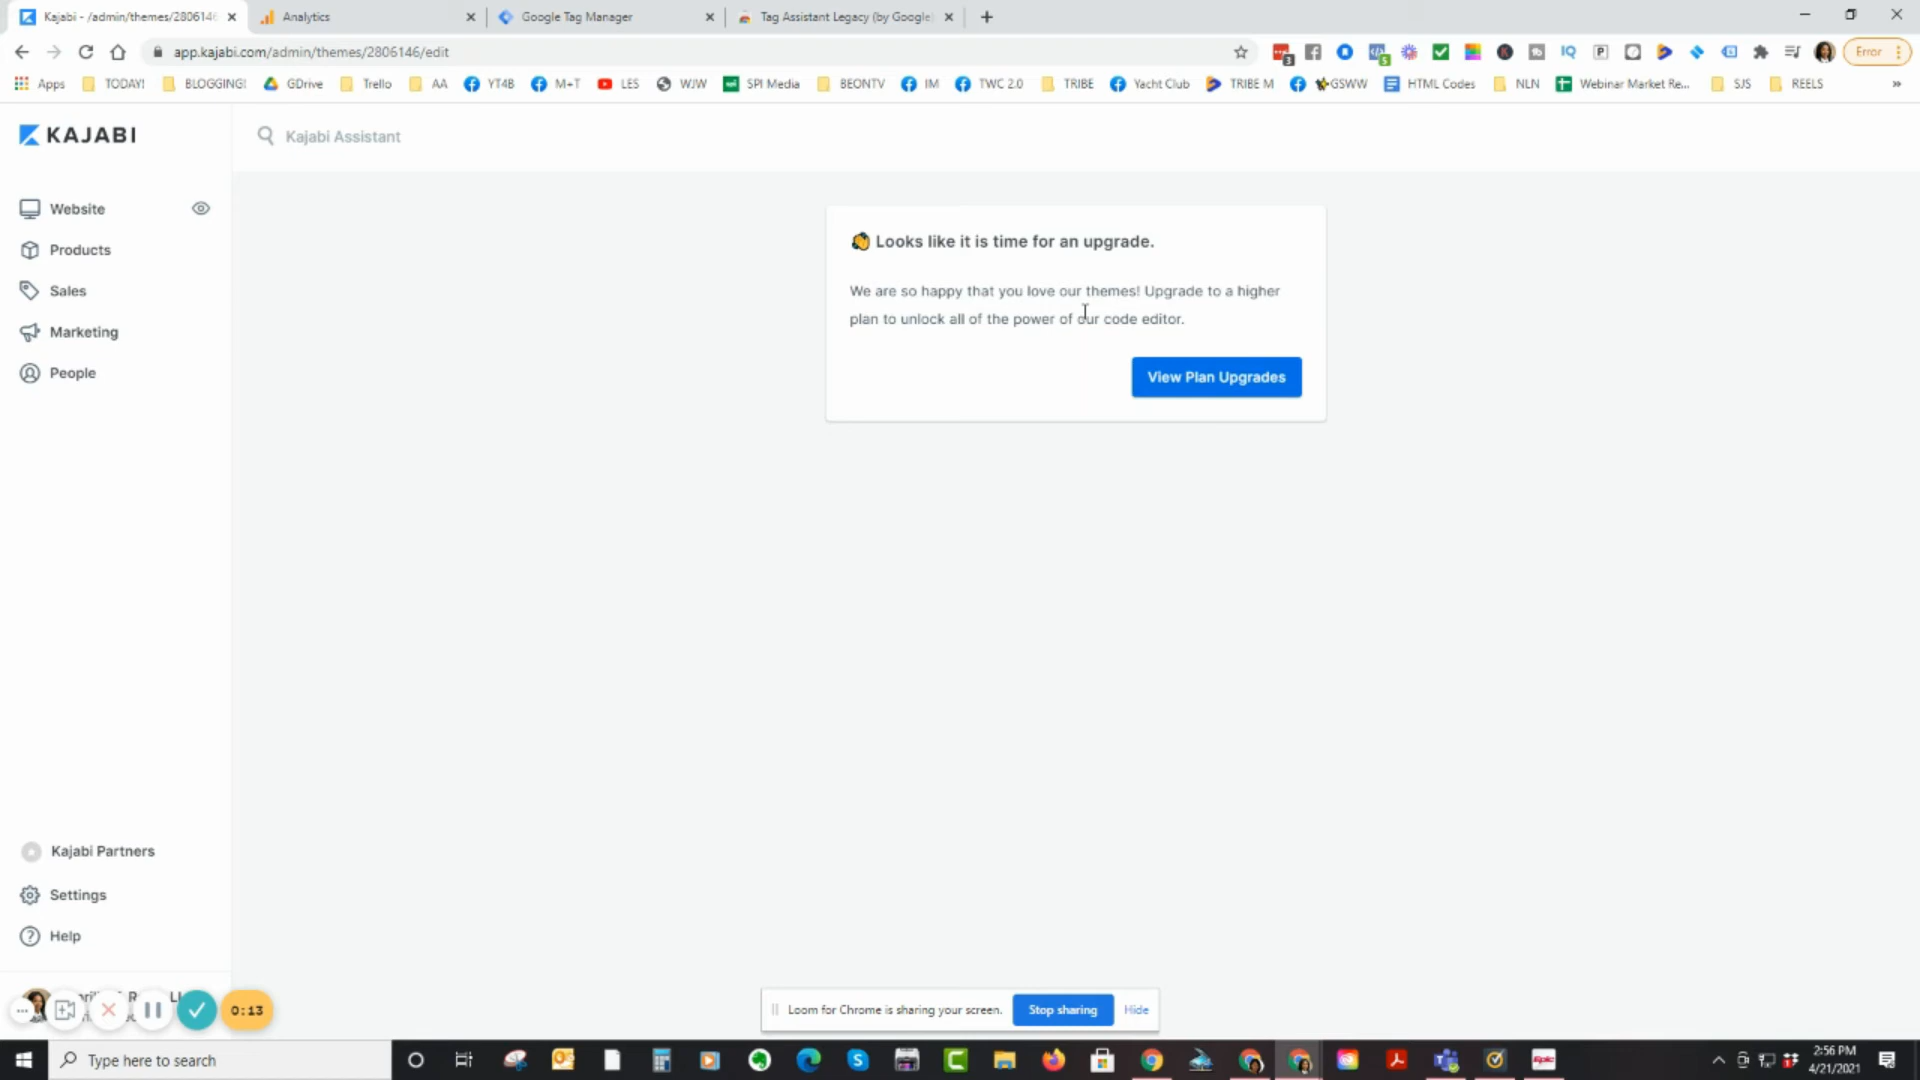 Kajabi - /admin/themes/280614
Analytics
Google Tag Manager
Tag Assistant Legacy (by Google
app.kajabi.com/admin/themes/2806146/edit
Error
Apps
TODAY!
BLOGGING!
GDrive
Trello
AA
YT4B
M+T
LES
WJW
SPI Media
BEONTV
IM
TWC 2.0
TRIBE
Yacht Club
TRIBE M
GSWW
HTML Codes
NLN
Webinar Market Re...
SJS
REELS
KAJABI
Kajabi Assistant
Website
Products
Sales
Marketing
People
Looks like it is time for an upgrade.
We are so happy that you love our themes! Upgrade to a higher
plan to unlock all of the power of our code editor.
View Plan Upgrades
Kajabi Partners
Settings
Help
0:13
Loom for Chrome is sharing your screen.
Stop sharing
Hide
Type here to search
2:56 PM
4/21/2021